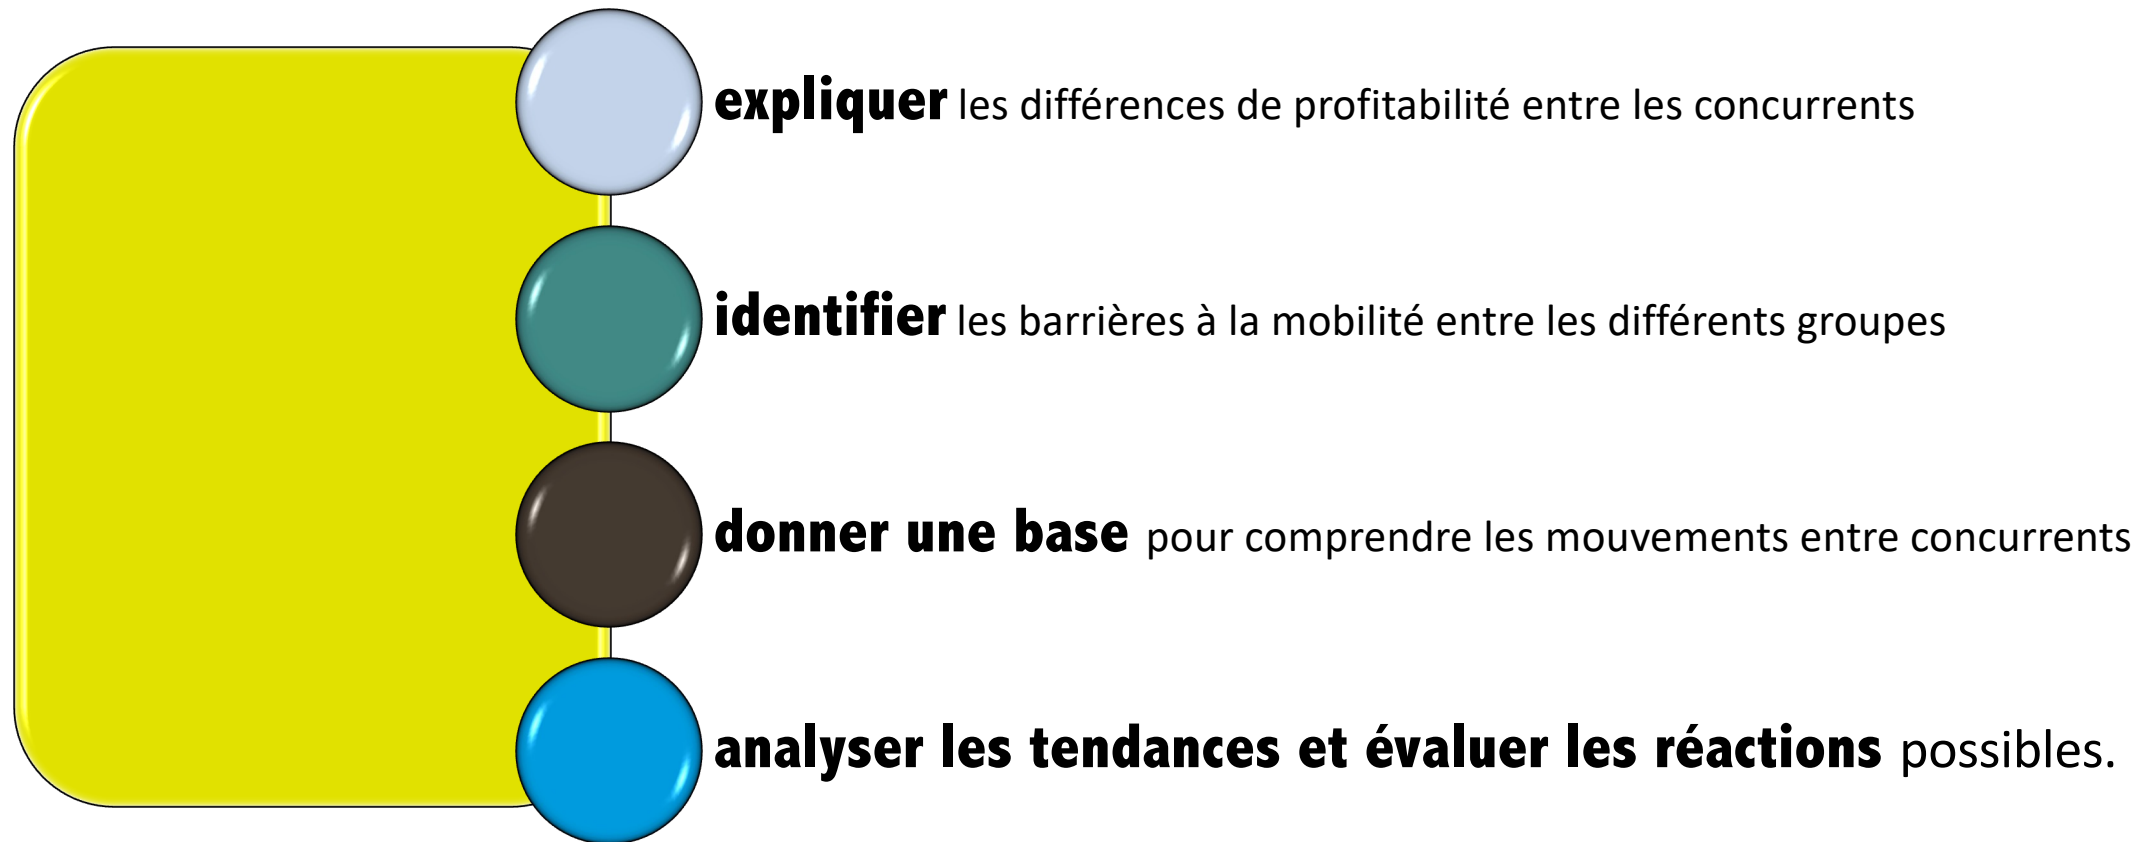 expliquer les différences de profitabilité entre les concurrents
identifier les barrières à la mobilité entre les différents groupes
donner une base pour comprendre les mouvements entre concurrents
analyser les tendances et évaluer les réactions possibles.